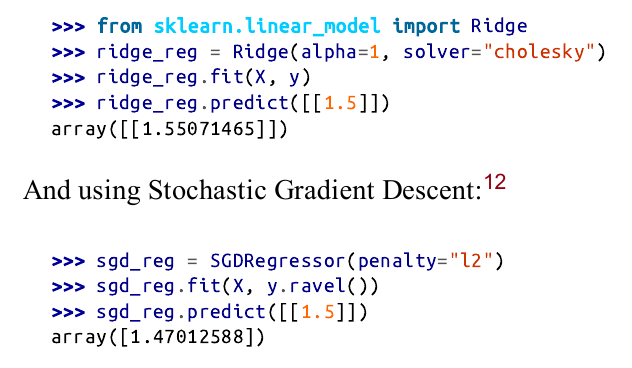 >>> from sklearn.linear_model import Ridge
>>> ridge_reg = Ridge(alpha=1, solver="cholesky")
>>> ridge_reg.fit(X, y)
>>> ridge_reg.predict([[1.5]])
array([[1.55071465]])
And using Stochastic Gradient Descent:12
>>> sgd_reg = SGDRegressor(penalty="l2")
>>> sgd_reg.fit(X, y.ravel())
>>> sgd_reg.predict([[1.5]])
array([1.47012588])